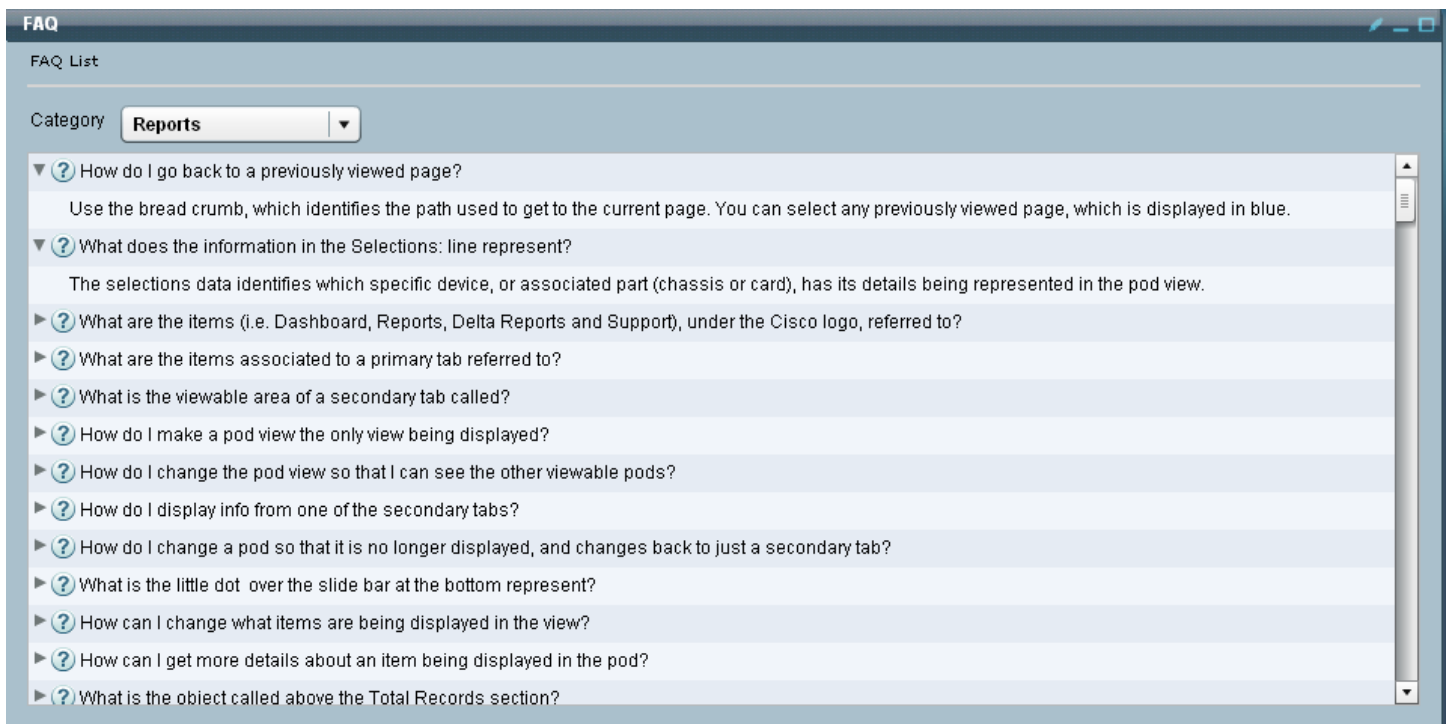 FAQ
FAQ List
Category Reports
How do I go back to a previously viewed page?
Use the bread crumb, which identifies the path used to get to the current page. You can select any previously viewed page, which is displayed in blue.
What does the information in the Selections: line represent?
The selections data identifies which specific device, or associated part (chassis or card), has its details being represented in the pod view.
What are the items (i.e. Dashboard, Reports, Delta Reports and Support), under the Cisco logo, referred to?
What are the items associated to a primary tab referred to?
What is the viewable area of a secondary tab called?
How do I make a pod view the only view being displayed?
How do I change the pod view so that I can see the other viewable pods?
How do I display info from one of the secondary tabs?
How do I change a pod so that it is no longer displayed, and changes back to just a secondary tab?
What is the little dot over the slide bar at the bottom represent?
How can I change what items are being displayed in the view?
How can I get more details about an item being displayed in the pod?
What is the object called above the Total Records section?